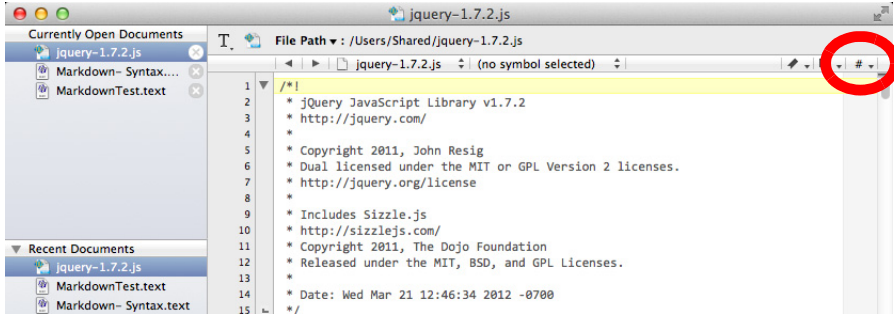 jquery-1.7.2.js
Currently Open Documents
jquery-1.7.2.js
Markdown- Syntax....
MarkdownTest.text
Recent Documents
jquery-1.7.2.js
MarkdownTest.text
Markdown- Syntax.text
T. File Path ▾ : /Users/Shared/jquery-1.7.2.js
jquery-1.7.2.js (no symbol selected) #
1 /*!
2 * jQuery JavaScript Library v1.7.2
3 * http://jquery.com/
4 *
5 * Copyright 2011, John Resig
6 * Dual licensed under the MIT or GPL Version 2 licenses.
7 * http://jquery.org/license
8 *
9 * Includes Sizzle.js
10 * http://sizzlejs.com/
11 * Copyright 2011, The Dojo Foundation
12 * Released under the MIT, BSD, and GPL Licenses.
13 *
14 * Date: Wed Mar 21 12:46:34 2012 -0700
15 */